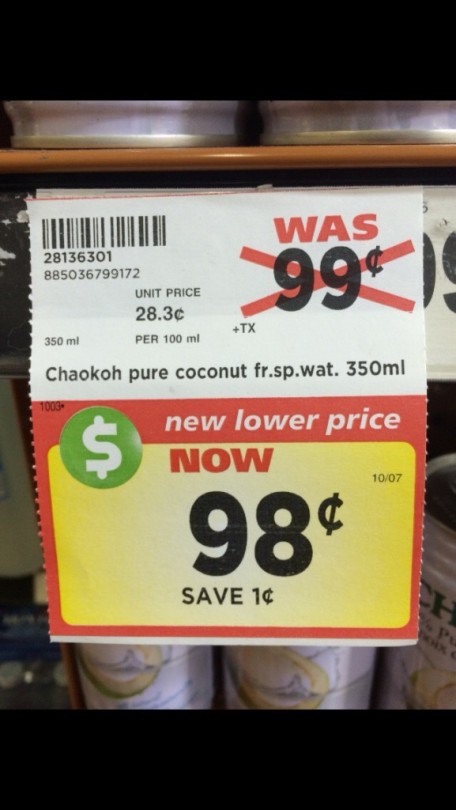 WAS
99¢
28136301
885036799172
UNIT PRICE
28.3¢
+TX
350 ml
PER 100 ml
Chaokoh pure coconut fr.sp.wat. 350ml
1003*
$
new lower price
NOW
10/07
98¢
SAVE 1¢